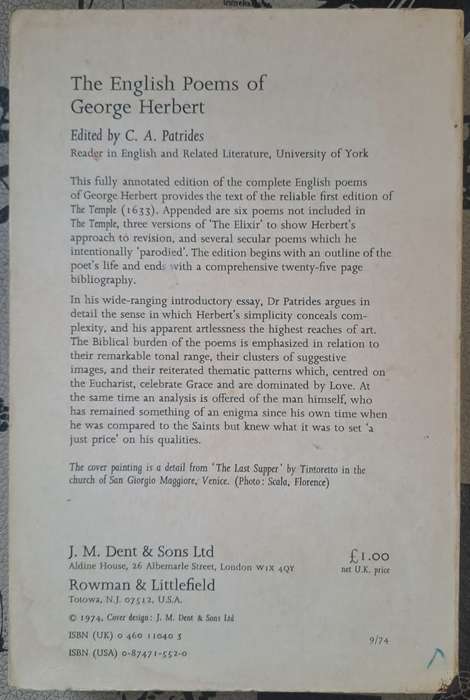 The English Poems of
George Herbert
Edited by C. A. Patrides
Reader in English and Related Literature, University of York
This fully annotated edition of the complete English poems
of George Herbert provides the text of the reliable first edition of
The Temple (1633). Appended are six poems not included in
The Temple, three versions of 'The Elixir' to show Herbert's
approach to revision, and several secular poems which he
intentionally 'parodied'. The edition begins with an outline of the
poet's life and ends with a comprehensive twenty-five page
bibliography.
In his wide-ranging introductory essay, Dr Patrides argues in
detail the sense in which Herbert's simplicity conceals com-
plexity, and his apparent artlessness the highest reaches of art.
The Biblical burden of the poems is emphasized in relation to
their remarkable tonal range, their clusters of suggestive
images, and their reiterated thematic patterns which, centred on
the Eucharist, celebrate Grace and are dominated by Love. At
the same time an analysis is offered of the man himself, who
has remained something of an enigma since his own time when
he was compared to the Saints but knew what it was to set 'a
just price' on his qualities.
The cover painting is a detail from 'The Last Supper' by Tintoretto in the
church of San Giorgio Maggiore, Venice. (Photo: Scala, Florence)
J. M. Dent & Sons Ltd
Aldine House, 26 Albemarle Street, London W1X 4QY
£1.00
net U.K. price
Rowman & Littlefield
Totowa, N.J. 07512, U.S.A.
© 1974, Cover design: J. M. Dent & Sons Ltd
ISBN (UK) 0 460 11040 3
ISBN (USA) 0-87471-552-0
9/74